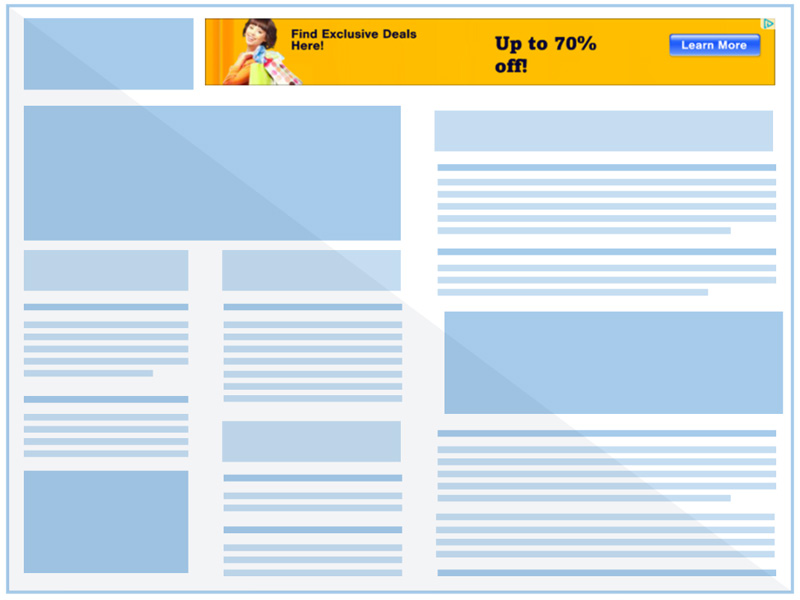 Find Exclusive Deals
Here!
Up to 70%
off!
Learn More